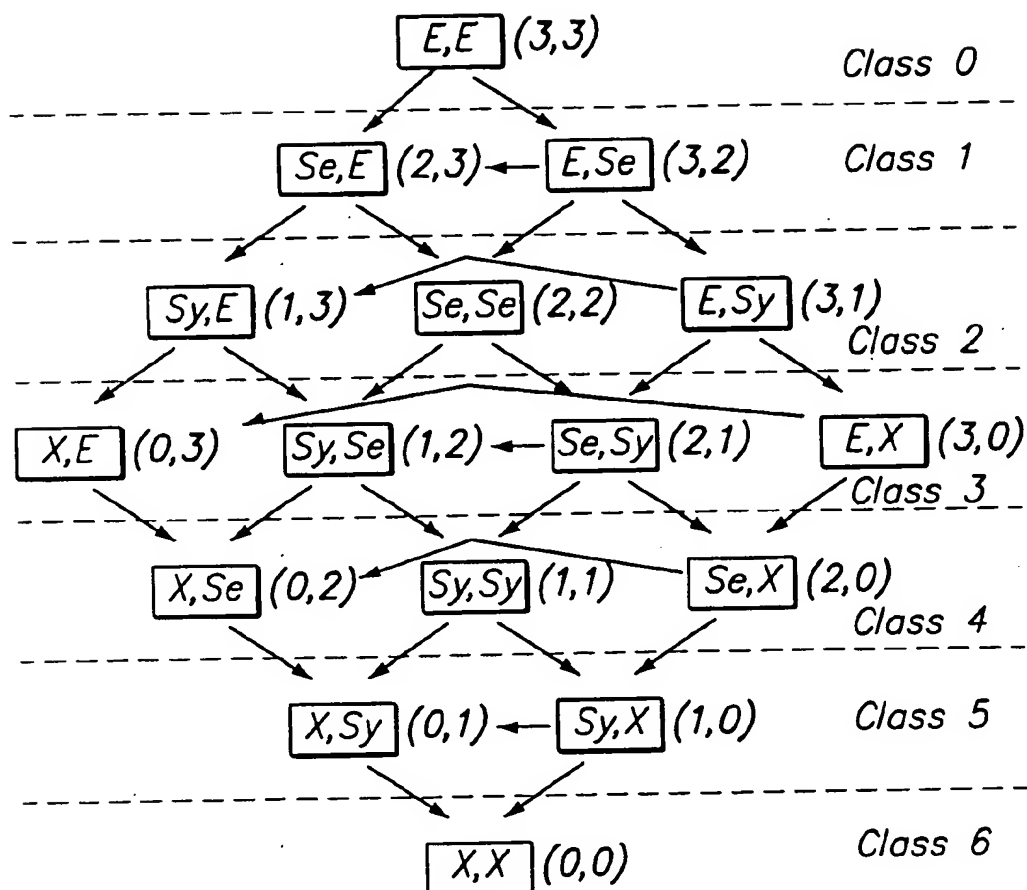 E,E (3,3) Class 0
Se,E (2,3) E,Se (3,2) Class 1
Sy,E (1,3) Se,Se (2,2) E,Sy (3,1)
Class 2
X,E (0,3) Sy,Se (1,2) Se,Sy (2,1) E,X (3,0)
Class 3
X,Se (0,2) Sy,Sy (1,1) Se,X (2,0)
Class 4
X,Sy (0,1) Sy,X (1,0) Class 5
X,X (0,0) Class 6